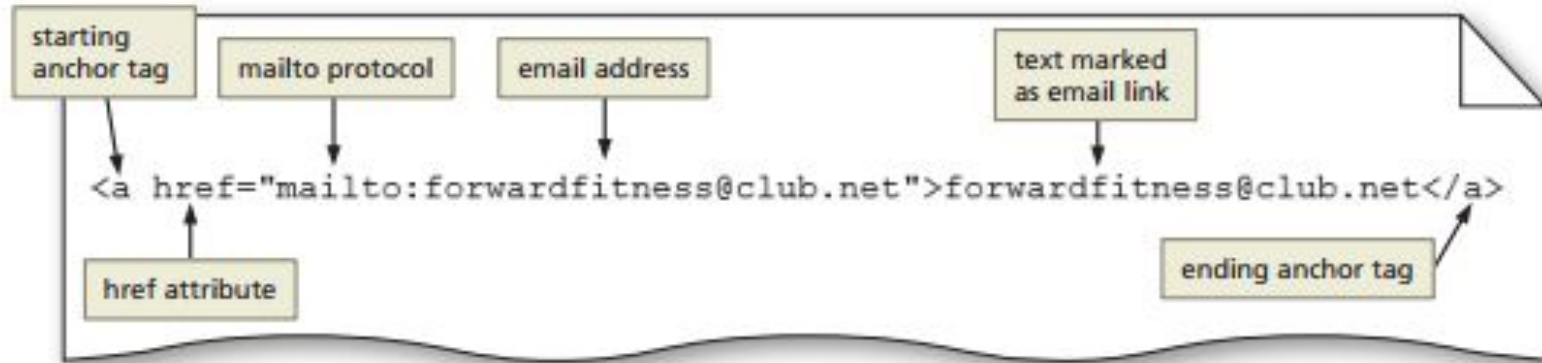 starting
anchor tag
mailto protocol
email address
text marked
as email link
<a href="mailto:forwardfitness@club.net">forwardfitness@club.net</a>
href attribute
ending anchor tag